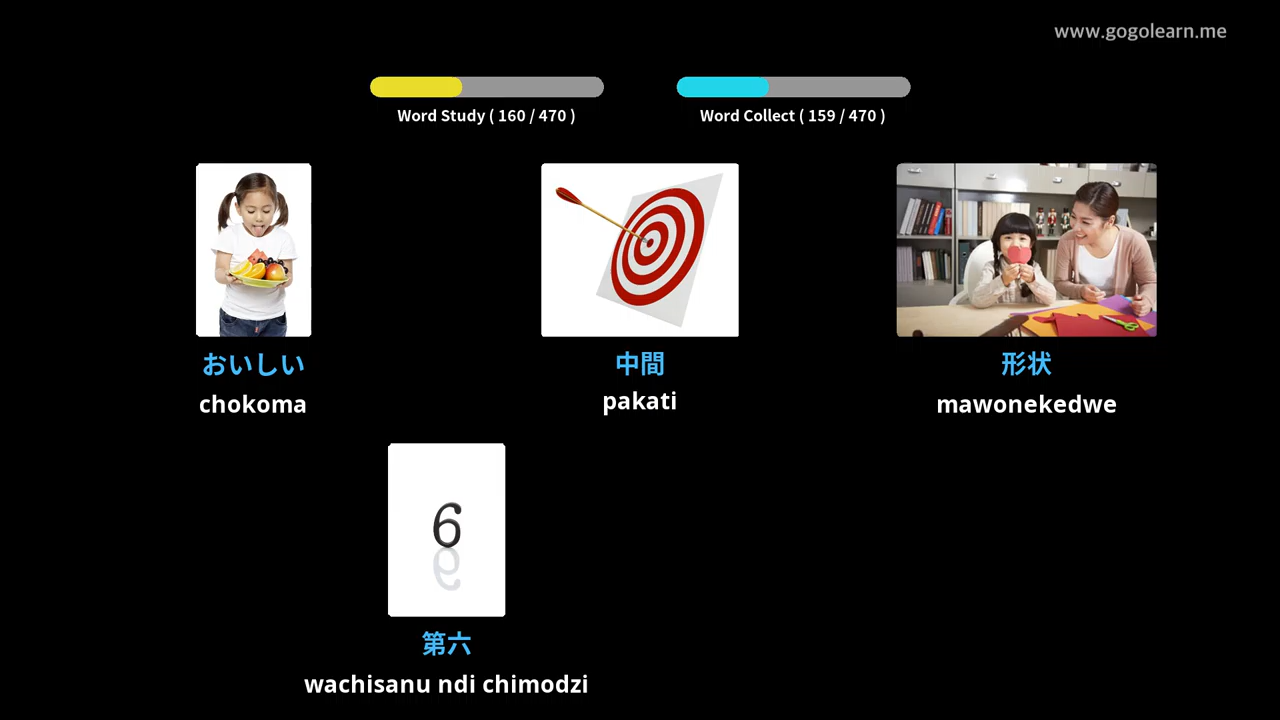 www.gogolearn.me
Word Study ( 160 / 470 )
Word Collect ( 159 / 470 )
おいしい
chokoma
中間
pakati
形状
mawonekedwe
6
第六
wachisanu ndi chimodzi